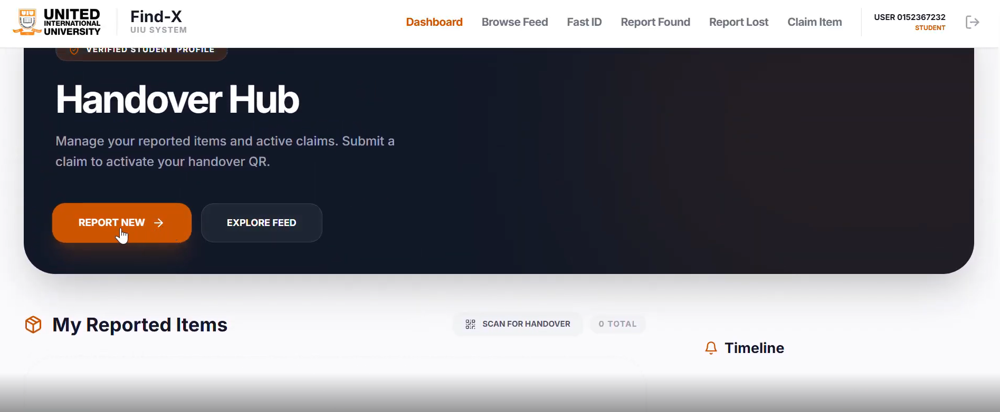 UNITED
INTERNATIONAL
UNIVERSITY
UIU
Find-X
UIU SYSTEM
Dashboard
Browse Feed
Fast ID
Report Found
Report Lost
Claim Item
USER 0152367232
STUDENT
VERIFIED STUDENT PROFILE
Handover Hub
Manage your reported items and active claims. Submit a
claim to activate your handover QR.
REPORT NEW
EXPLORE FEED
My Reported Items
SCAN FOR HANDOVER
0 TOTAL
Timeline